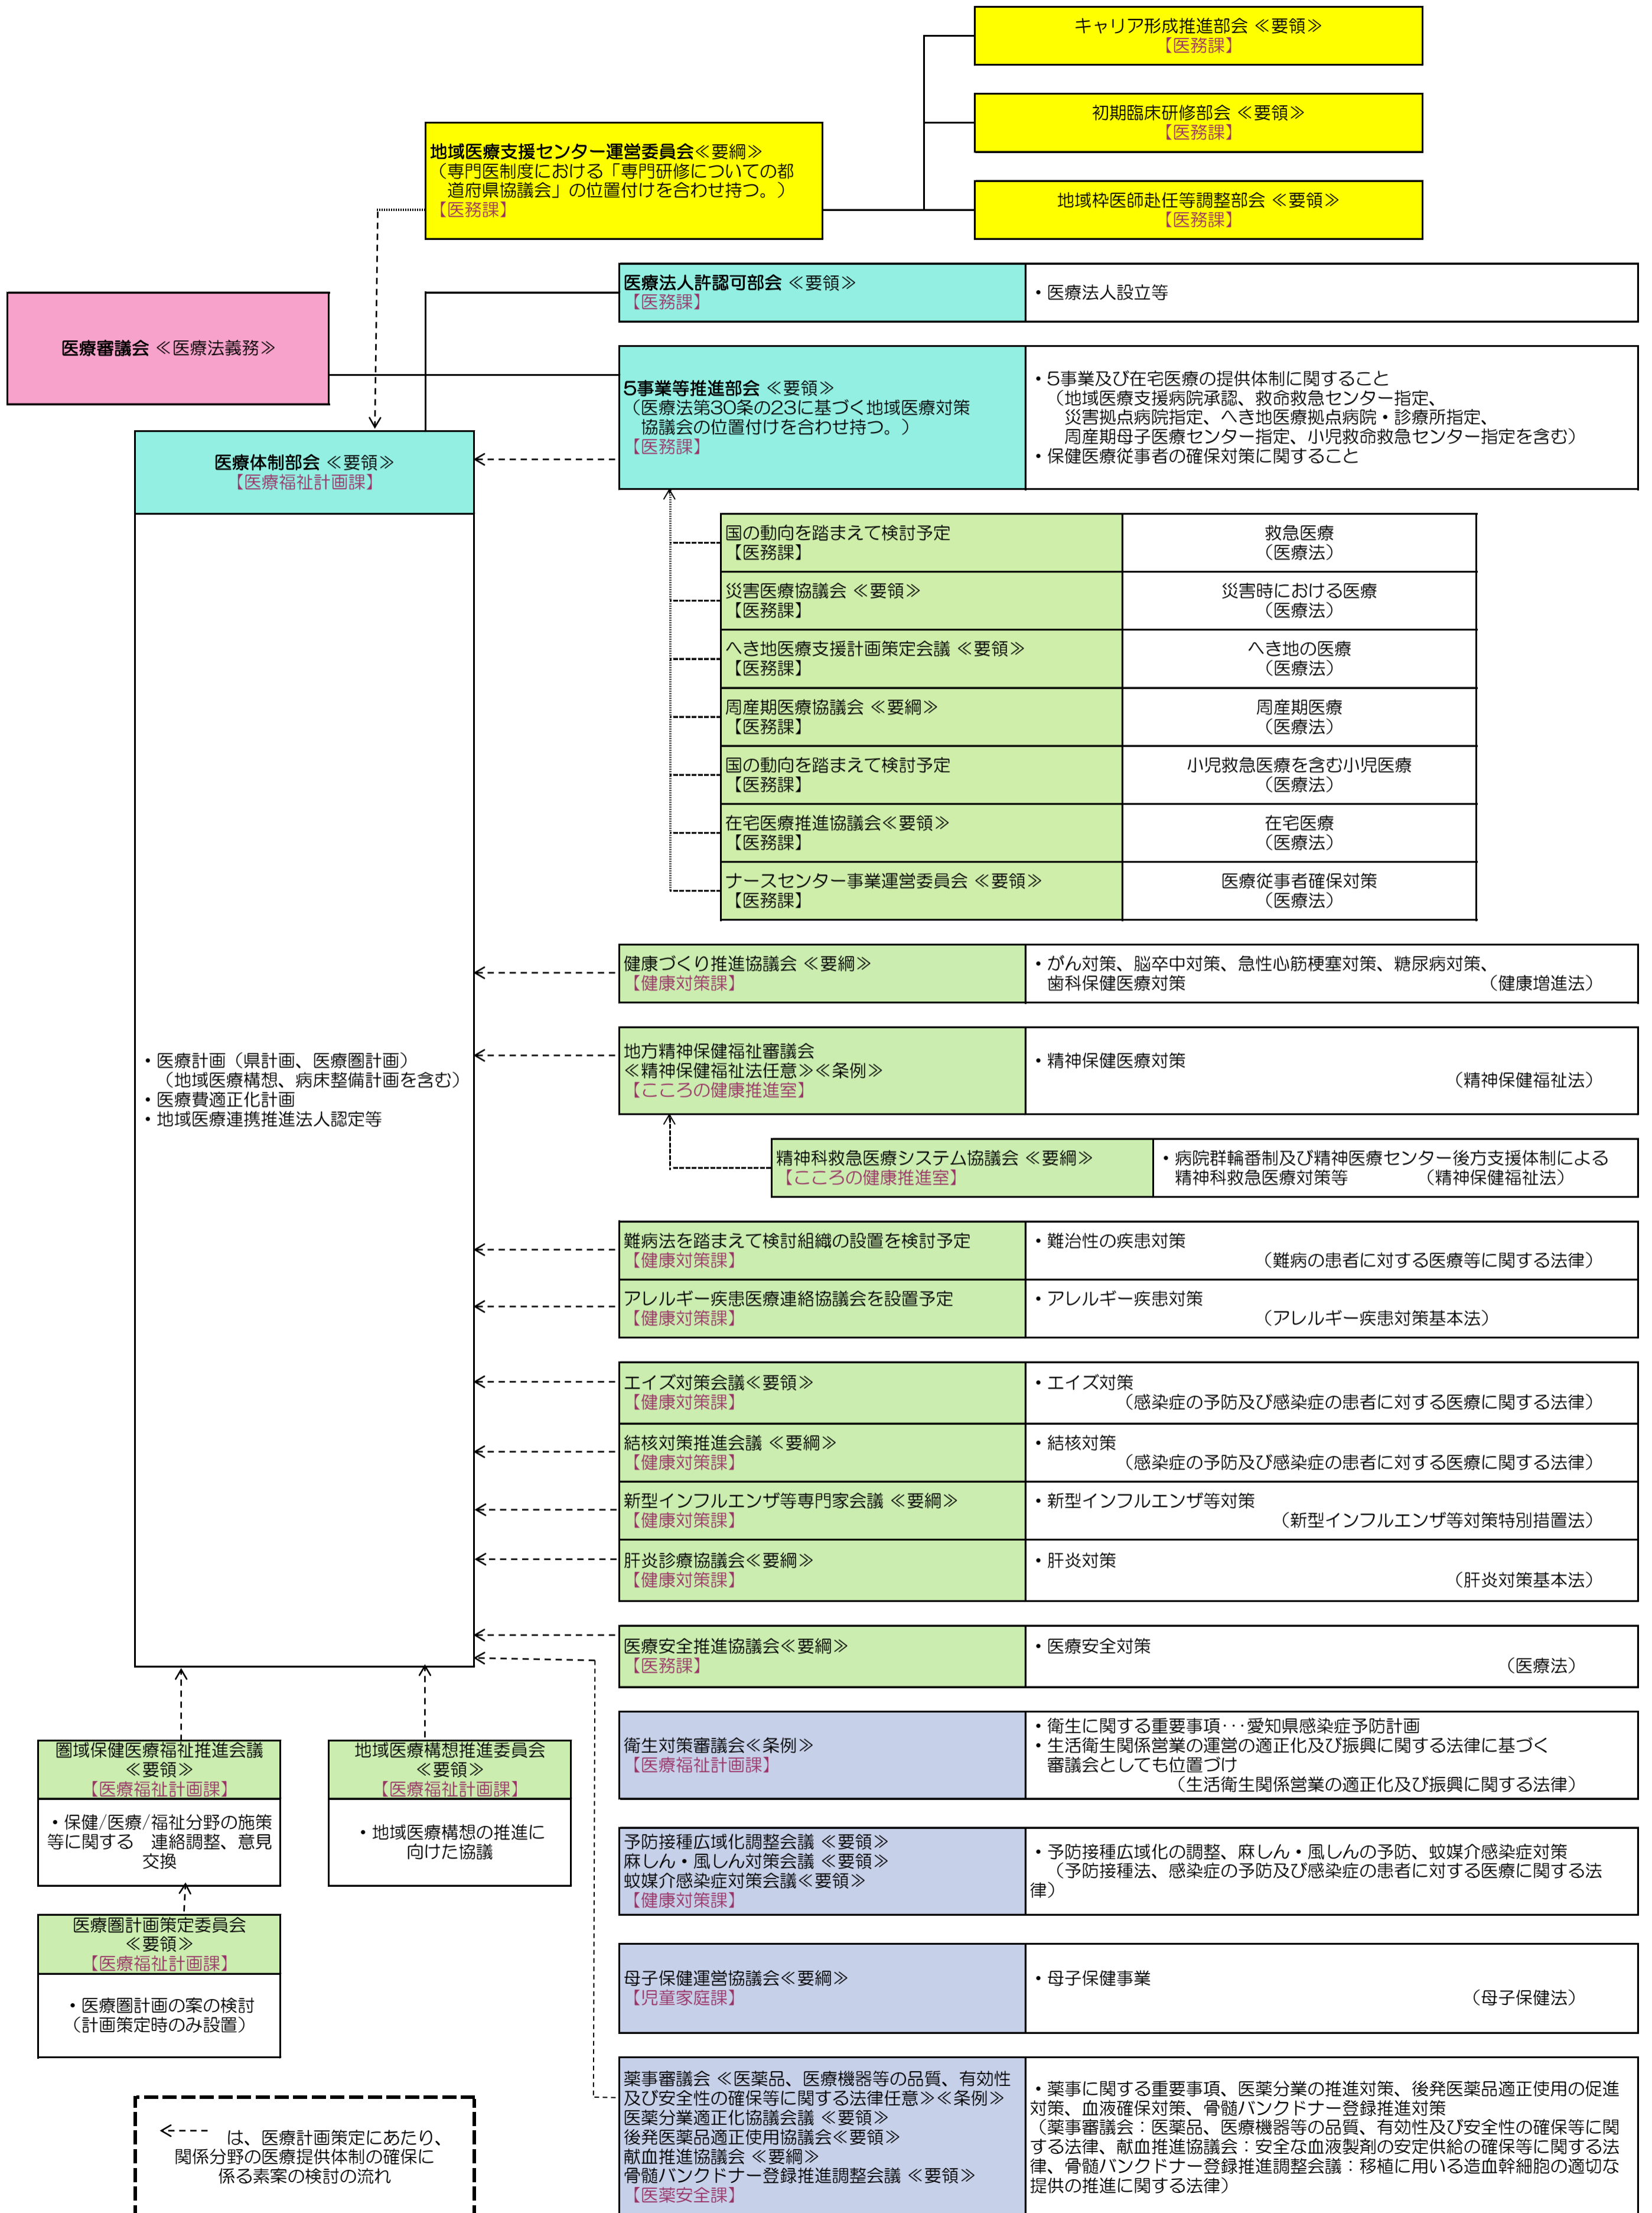 キャリア形成推進部会 ≪要領≫
【医務課】
初期臨床研修部会 ≪要領≫
【医務課】
地域医療支援センター運営委員会≪要綱≫
（専門医制度における「専門研修についての都
道府県協議会」の位置付けを合わせ持つ。）
【医務課】
地域枠医師赴任等調整部会 ≪要領≫
【医務課】
医療法人許認可部会 ≪要領≫
【医務課】
・医療法人設立等
医療審議会 ≪医療法義務≫
5事業等推進部会 ≪要領≫
（医療法第30条の23に基づく地域医療対策
協議会の位置付けを合わせ持つ。）
【医務課】
・5事業及び在宅医療の提供体制に関すること
（地域医療支援病院承認、救命救急センター指定、
災害拠点病院指定、へき地医療拠点病院・診療所指定、
周産期母子医療センター指定、小児救命救急センター指定を含む）
・保健医療従事者の確保対策に関すること
医療体制部会 ≪要領≫
【医療福祉計画課】
国の動向を踏まえて検討予定
【医務課】
救急医療
（医療法）
災害医療協議会 ≪要領≫
【医務課】
災害時における医療
（医療法）
へき地医療支援計画策定会議 ≪要領≫
【医務課】
へき地の医療
（医療法）
周産期医療協議会 ≪要綱≫
【医務課】
周産期医療
（医療法）
国の動向を踏まえて検討予定
【医務課】
小児救急医療を含む小児医療
（医療法）
在宅医療推進協議会≪要領≫
【医務課】
在宅医療
（医療法）
ナースセンター事業運営委員会 ≪要領≫
【医務課】
医療従事者確保対策
（医療法）
健康づくり推進協議会 ≪要綱≫
【健康対策課】
・がん対策、脳卒中対策、急性心筋梗塞対策、糖尿病対策、
歯科保健医療対策　（健康増進法）
・医療計画（県計画、医療圏計画）
（地域医療構想、病床整備計画を含む）
・医療費適正化計画
・地域医療連携推進法人認定等
地方精神保健福祉審議会
≪精神保健福祉法任意≫≪条例≫
【こころの健康推進室】
・精神保健医療対策
（精神保健福祉法）
精神科救急医療システム協議会 ≪要綱≫
【こころの健康推進室】
・病院群輪番制及び精神医療センター後方支援体制による
精神科救急医療対策等　（精神保健福祉法）
難病法を踏まえて検討組織の設置を検討予定
【健康対策課】
・難治性の疾患対策
（難病の患者に対する医療等に関する法律）
アレルギー疾患医療連絡協議会を設置予定
【健康対策課】
・アレルギー疾患対策
（アレルギー疾患対策基本法）
エイズ対策会議≪要領≫
【健康対策課】
・エイズ対策
（感染症の予防及び感染症の患者に対する医療に関する法律）
結核対策推進会議 ≪要綱≫
【健康対策課】
・結核対策
（感染症の予防及び感染症の患者に対する医療に関する法律）
新型インフルエンザ等専門家会議 ≪要綱≫
【健康対策課】
・新型インフルエンザ等対策
（新型インフルエンザ等対策特別措置法）
肝炎診療協議会≪要綱≫
【健康対策課】
・肝炎対策
（肝炎対策基本法）
医療安全推進協議会≪要綱≫
【医務課】
・医療安全対策
（医療法）
衛生対策審議会≪条例≫
【医療福祉計画課】
・衛生に関する重要事項･･･愛知県感染症予防計画
・生活衛生関係営業の運営の適正化及び振興に関する法律に基づく
審議会としても位置づけ
（生活衛生関係営業の適正化及び振興に関する法律）
圏域保健医療福祉推進会議
≪要領≫
【医療福祉計画課】
・保健/医療/福祉分野の施策
等に関する　連絡調整、意見
交換
地域医療構想推進委員会
≪要領≫
【医療福祉計画課】
・地域医療構想の推進に
向けた協議
予防接種広域化調整会議 ≪要領≫
麻しん・風しん対策会議 ≪要領≫
蚊媒介感染症対策会議≪要領≫
【健康対策課】
・予防接種広域化の調整、麻しん・風しんの予防、蚊媒介感染症対策
（予防接種法、感染症の予防及び感染症の患者に対する医療に関する法
律）
医療圏計画策定委員会
≪要領≫
【医療福祉計画課】
・医療圏計画の案の検討
（計画策定時のみ設置）
母子保健運営協議会≪要綱≫
【児童家庭課】
・母子保健事業
（母子保健法）
薬事審議会 ≪医薬品、医療機器等の品質、有効性
及び安全性の確保等に関する法律任意≫≪条例≫
医薬分業適正化協議会議 ≪要領≫
後発医薬品適正使用協議会≪要領≫
献血推進協議会 ≪要綱≫
骨髄バンクドナー登録推進調整会議 ≪要領≫
【医薬安全課】
・薬事に関する重要事項、医薬分業の推進対策、後発医薬品適正使用の促進
対策、血液確保対策、骨髄バンクドナー登録推進対策
（薬事審議会：医薬品、医療機器等の品質、有効性及び安全性の確保等に関
する法律、献血推進協議会：安全な血液製剤の安定供給の確保等に関する法
律、骨髄バンクドナー登録推進調整会議：移植に用いる造血幹細胞の適切な
提供の推進に関する法律）
は、医療計画策定にあたり、
関係分野の医療提供体制の確保に
係る素案の検討の流れ